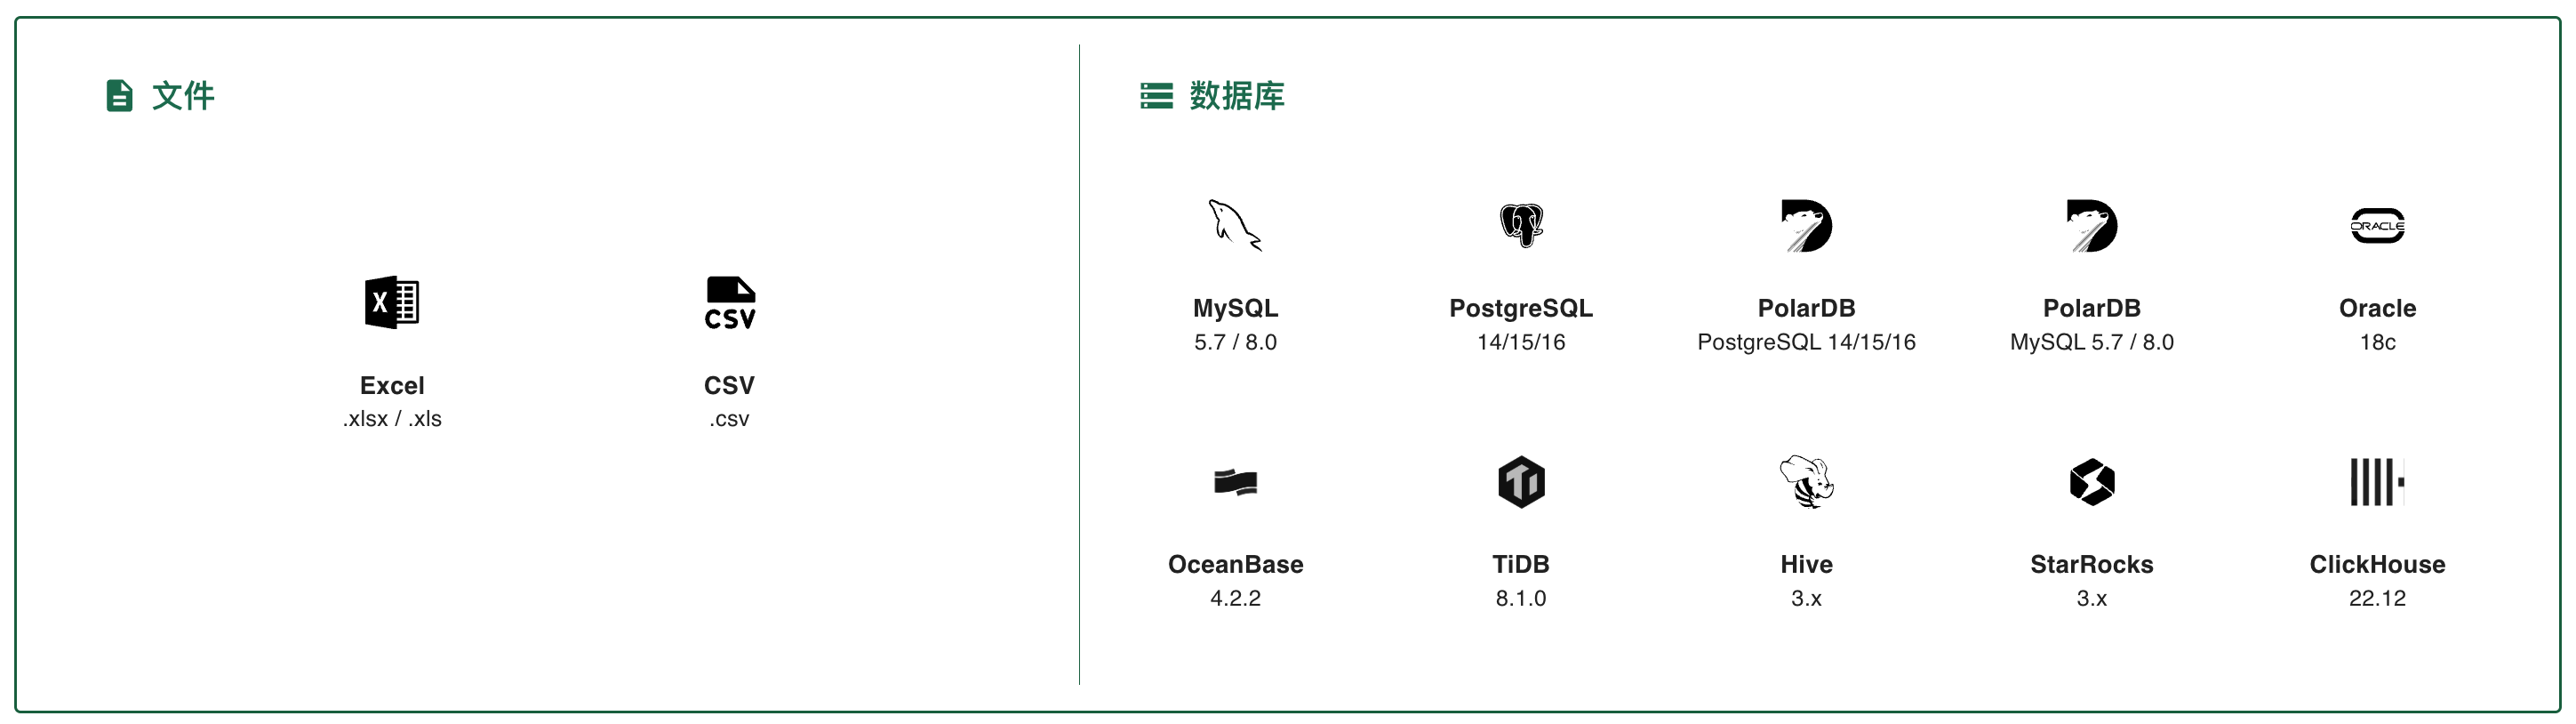 文件
X
Excel
.xlsx / .xls
CSV
CSV
.csv
数据库
MySQL
5.7 / 8.0
PostgreSQL
14/15/16
PolarDB
PostgreSQL 14/15/16
PolarDB
MySQL 5.7 / 8.0
ORACLE
Oracle
18c
OceanBase
4.2.2
Ti
TiDB
8.1.0
Hive
3.x
StarRocks
3.x
ClickHouse
22.12